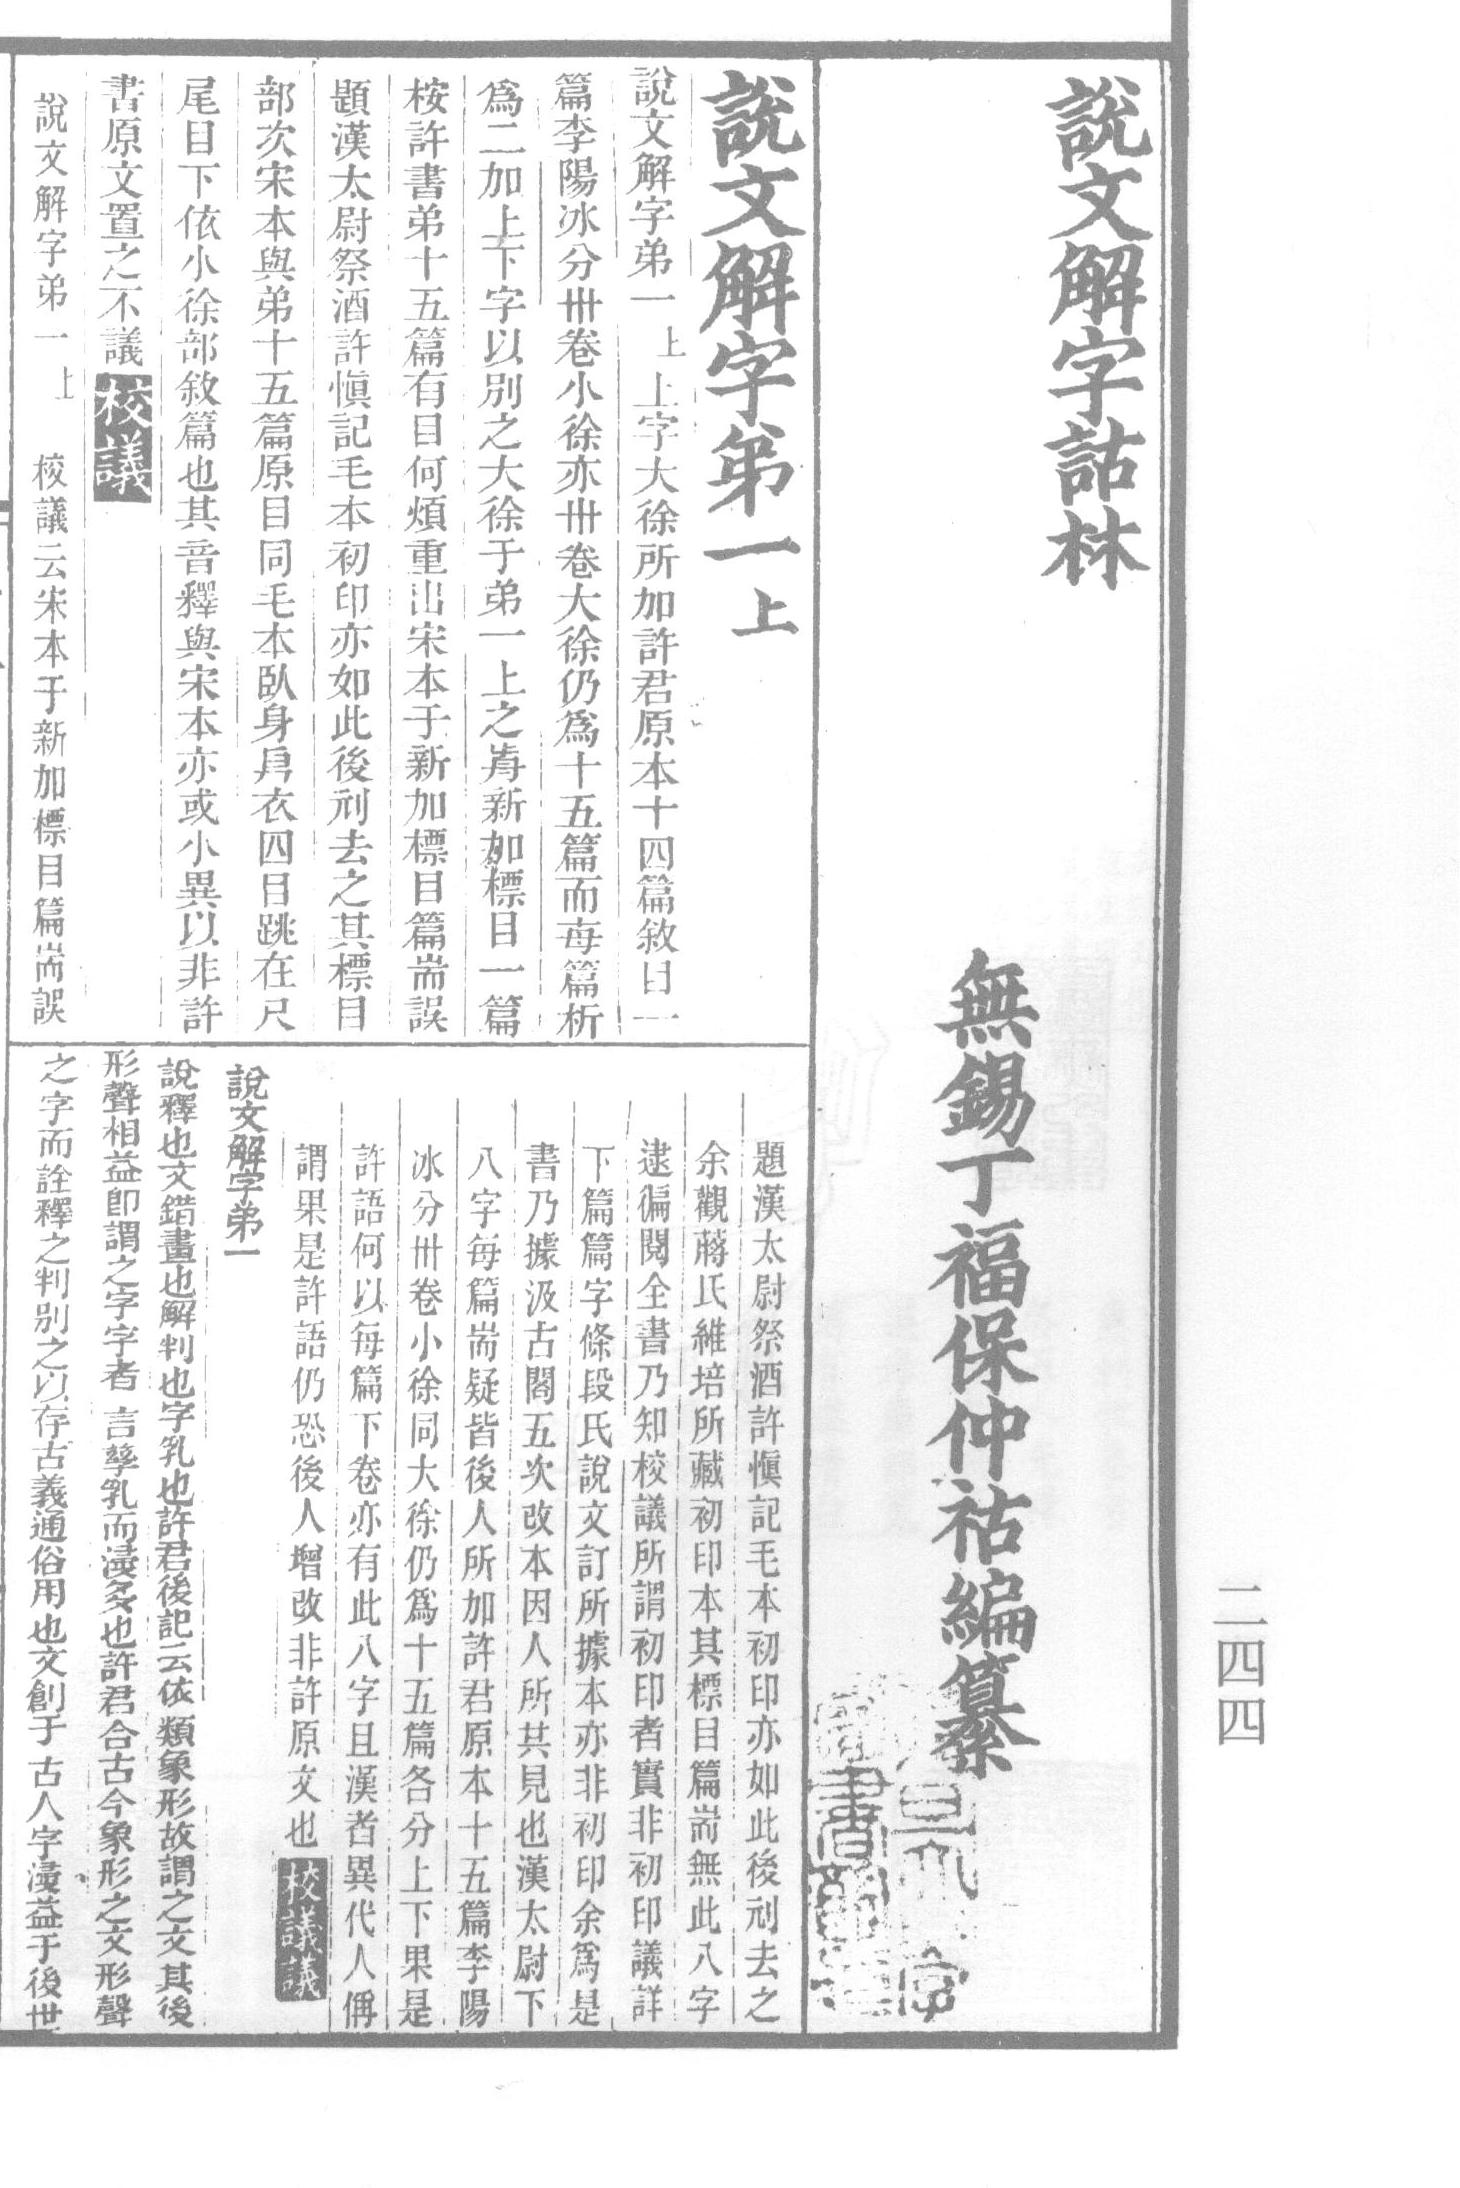 說文解字詁林
無錫丁福保仲祜編纂
說文解字弟一上
說文解字弟一上 上字大徐所加許君原本十四篇敘曰一
篇李陽冰分卅卷小徐亦卅卷大徐仍爲十五篇而每篇析
爲二加上下字以別之大徐于弟一上之歬新加標目一篇
桉許書弟十五篇有目何煩重出宋本于新加標目篇耑誤
題漢太尉祭酒許愼記毛本初印亦如此後刓去之其標目
部次宋本與弟十五篇原目同毛本臥身㐆衣四目跳在尺
尾目下依小徐部敘篇也其音釋與宋本亦或小異以非許
書原文置之不議校議
說文解字弟一上 校議云宋本于新加標目篇耑誤
題漢太尉祭酒許愼記毛本初印亦如此後刓去之
余觀蔣氏維培所藏初印本其標目篇耑無此八字
逮徧閱全書乃知校議所謂初印者實非初印議詳
下篇篇字條段氏說文訂所據本亦非初印余爲是
書乃據汲古閣五次改本因人所共見也漢太尉下
八字每篇耑疑皆後人所加許君原本十五篇李陽
冰分卅卷小徐同大徐仍爲十五篇各分上下果是
許語何以每篇下卷亦有此八字且漢者異代人偁
謂果是許語仍恐後人增改非許原文也校議議
說文解字弟一
說釋也文錯畫也解判也字乳也許君後記云依類象形故謂之文其後
形聲相益卽謂之字字者言孳乳而浸多也許君合古今象形之文形聲
之字而詮釋之判別之以存古義通俗用也文創于古人字浸益于後世
二四四